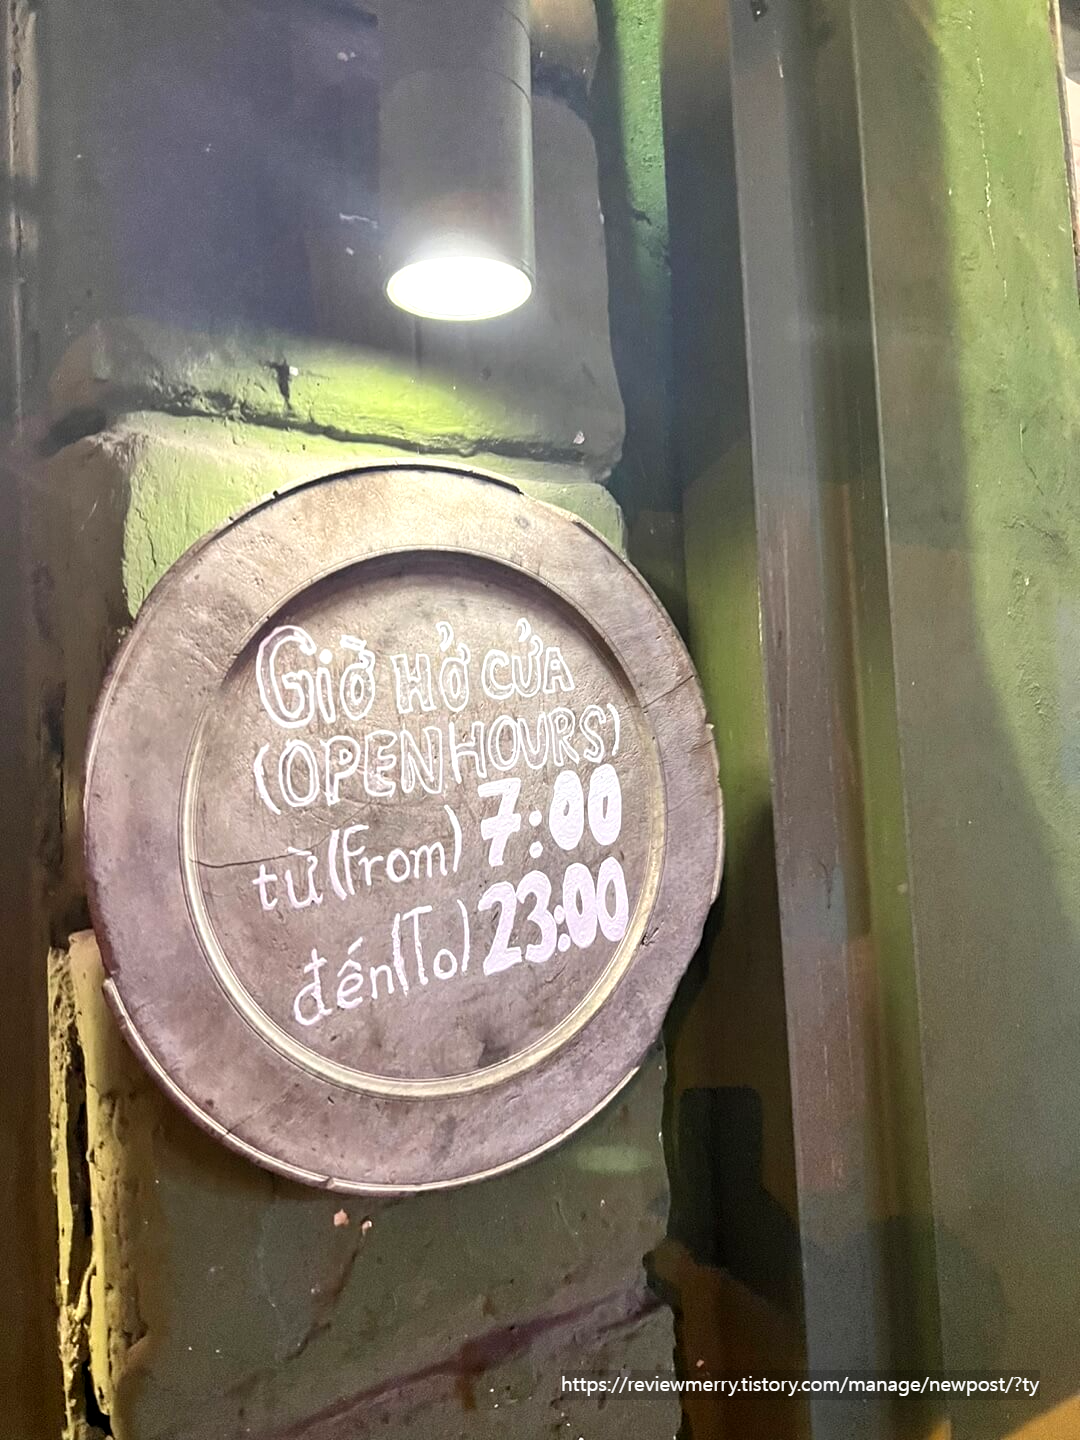 Giờ Mở CỬA
(OPEN HOURS)
từ (From) 7:00
đến (To) 23:00
https://reviewmerry.tistory.com/manage/newpost/?ty